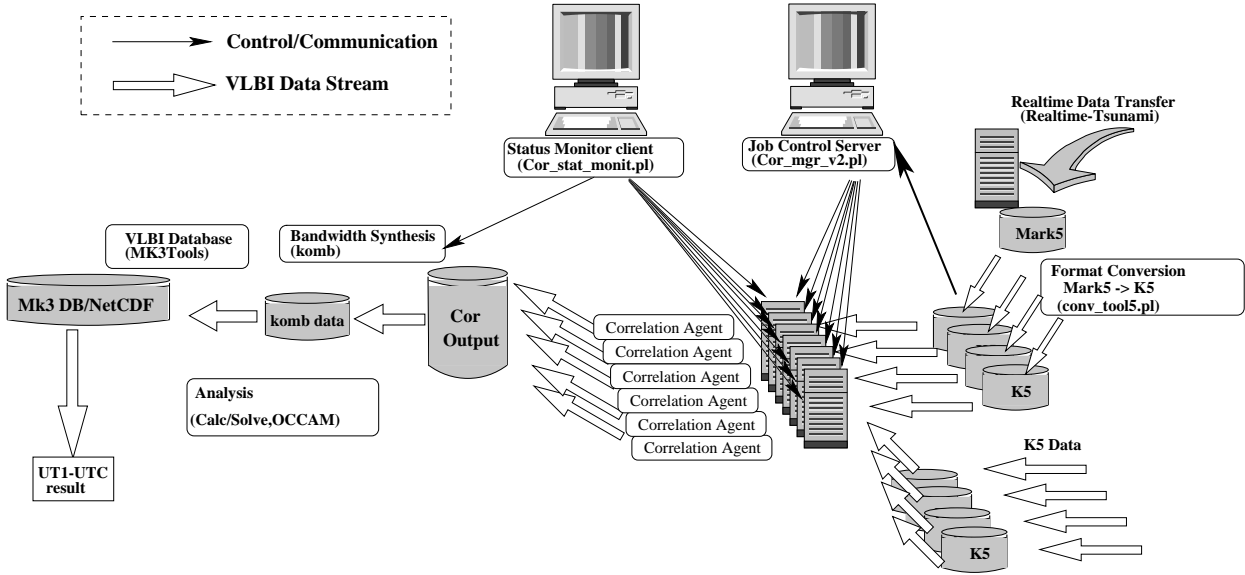 Control/Communication
VLBI Data Stream
Status Monitor client
(Cor_stat_monit.pl)
Job Control Server
(Cor_mgr_v2.pl)
Realtime Data Transfer
(Realtime-Tsunami)
Mark5
Format Conversion
Mark5 -> K5
(conv_tool5.pl)
VLBI Database
(MK3Tools)
Bandwidth Synthesis
(komb)
Mk3 DB/NetCDF
komb data
Cor
Output
Correlation Agent
Correlation Agent
Correlation Agent
Correlation Agent
Correlation Agent
Correlation Agent
K5
Analysis
(Calc/Solve,OCCAM)
UT1-UTC
result
K5 Data
K5